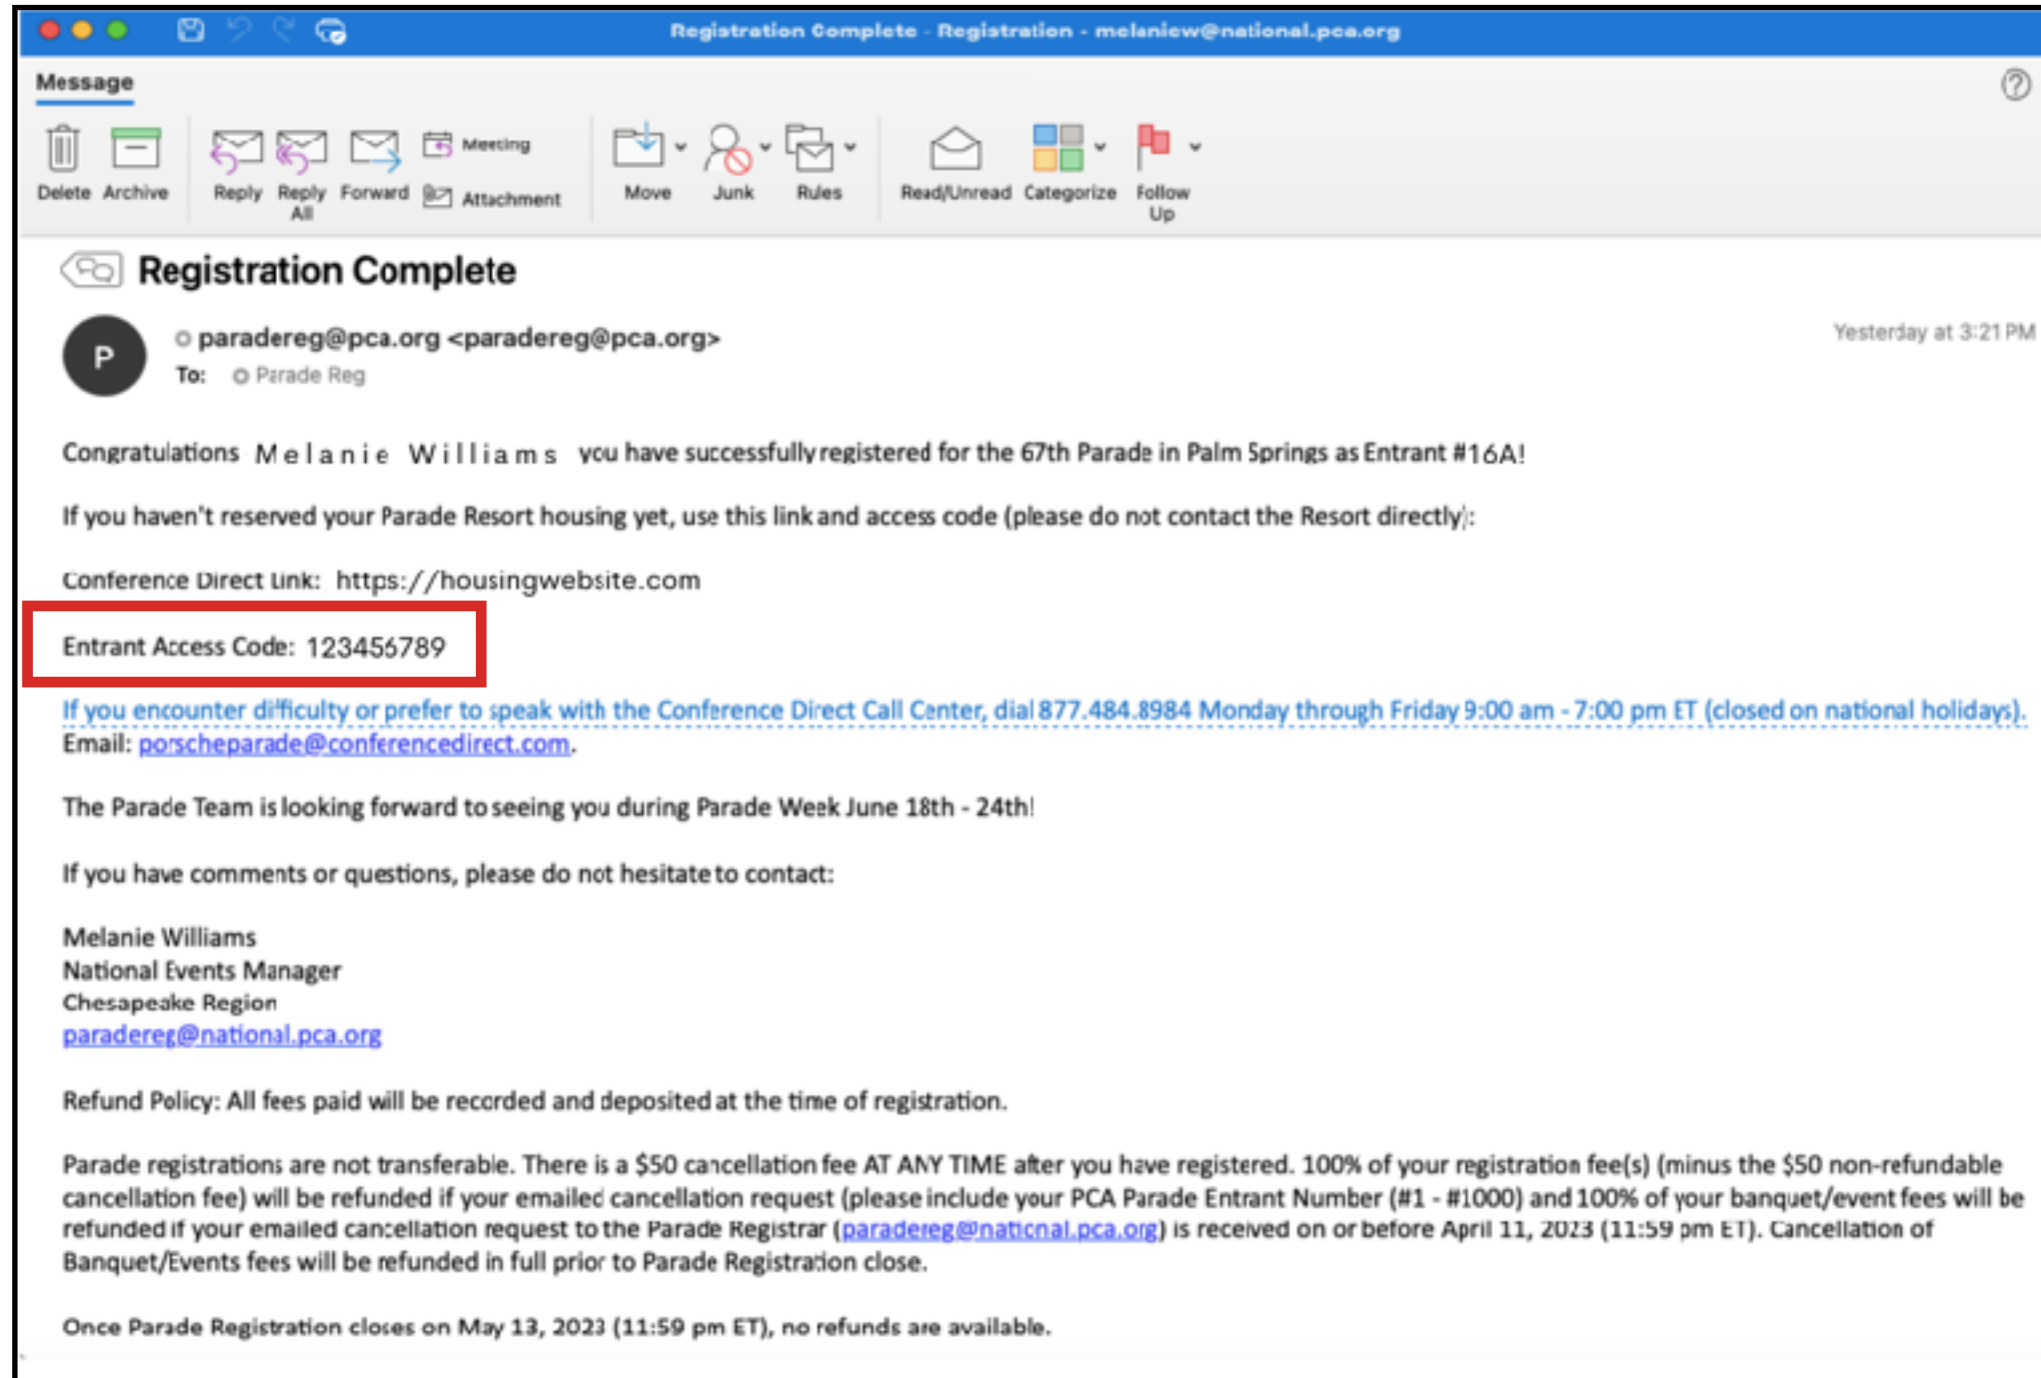 Registration Complete - Registration - melaniew@national.pca.org
Message
Delete Archive Reply Reply All Forward Meeting Attachment Move Junk Rules Read/Unread Categorize Follow Up
Registration Complete
P
paradereg@pca.org <paradereg@pca.org>
Yesterday at 3:21 PM
To: Parade Reg
Congratulations Melanie Williams you have successfully registered for the 67th Parade in Palm Springs as Entrant #16A!
If you haven't reserved your Parade Resort housing yet, use this link and access code (please do not contact the Resort directly):
Conference Direct Link: https://housingwebsite.com
Entrant Access Code: 123456789
If you encounter difficulty or prefer to speak with the Conference Direct Call Center, dial 877.484.8984 Monday through Friday 9:00 am - 7:00 pm ET (closed on national holidays).
Email: porscheparade@conferencedirect.com.
The Parade Team is looking forward to seeing you during Parade Week June 18th - 24th!
If you have comments or questions, please do not hesitate to contact:
Melanie Williams
National Events Manager
Chesapeake Region
paradereg@national.pca.org
Refund Policy: All fees paid will be recorded and deposited at the time of registration.
Parade registrations are not transferable. There is a $50 cancellation fee AT ANY TIME after you have registered. 100% of your registration fee(s) (minus the $50 non-refundable
cancellation fee) will be refunded if your emailed cancellation request (please include your PCA Parade Entrant Number (#1 - #1000) and 100% of your banquet/event fees will be
refunded if your emailed cancellation request to the Parade Registrar (paradereg@national.pca.org) is received on or before April 11, 2023 (11:59 pm ET). Cancellation of
Banquet/Events fees will be refunded in full prior to Parade Registration close.
Once Parade Registration closes on May 13, 2023 (11:59 pm ET), no refunds are available.